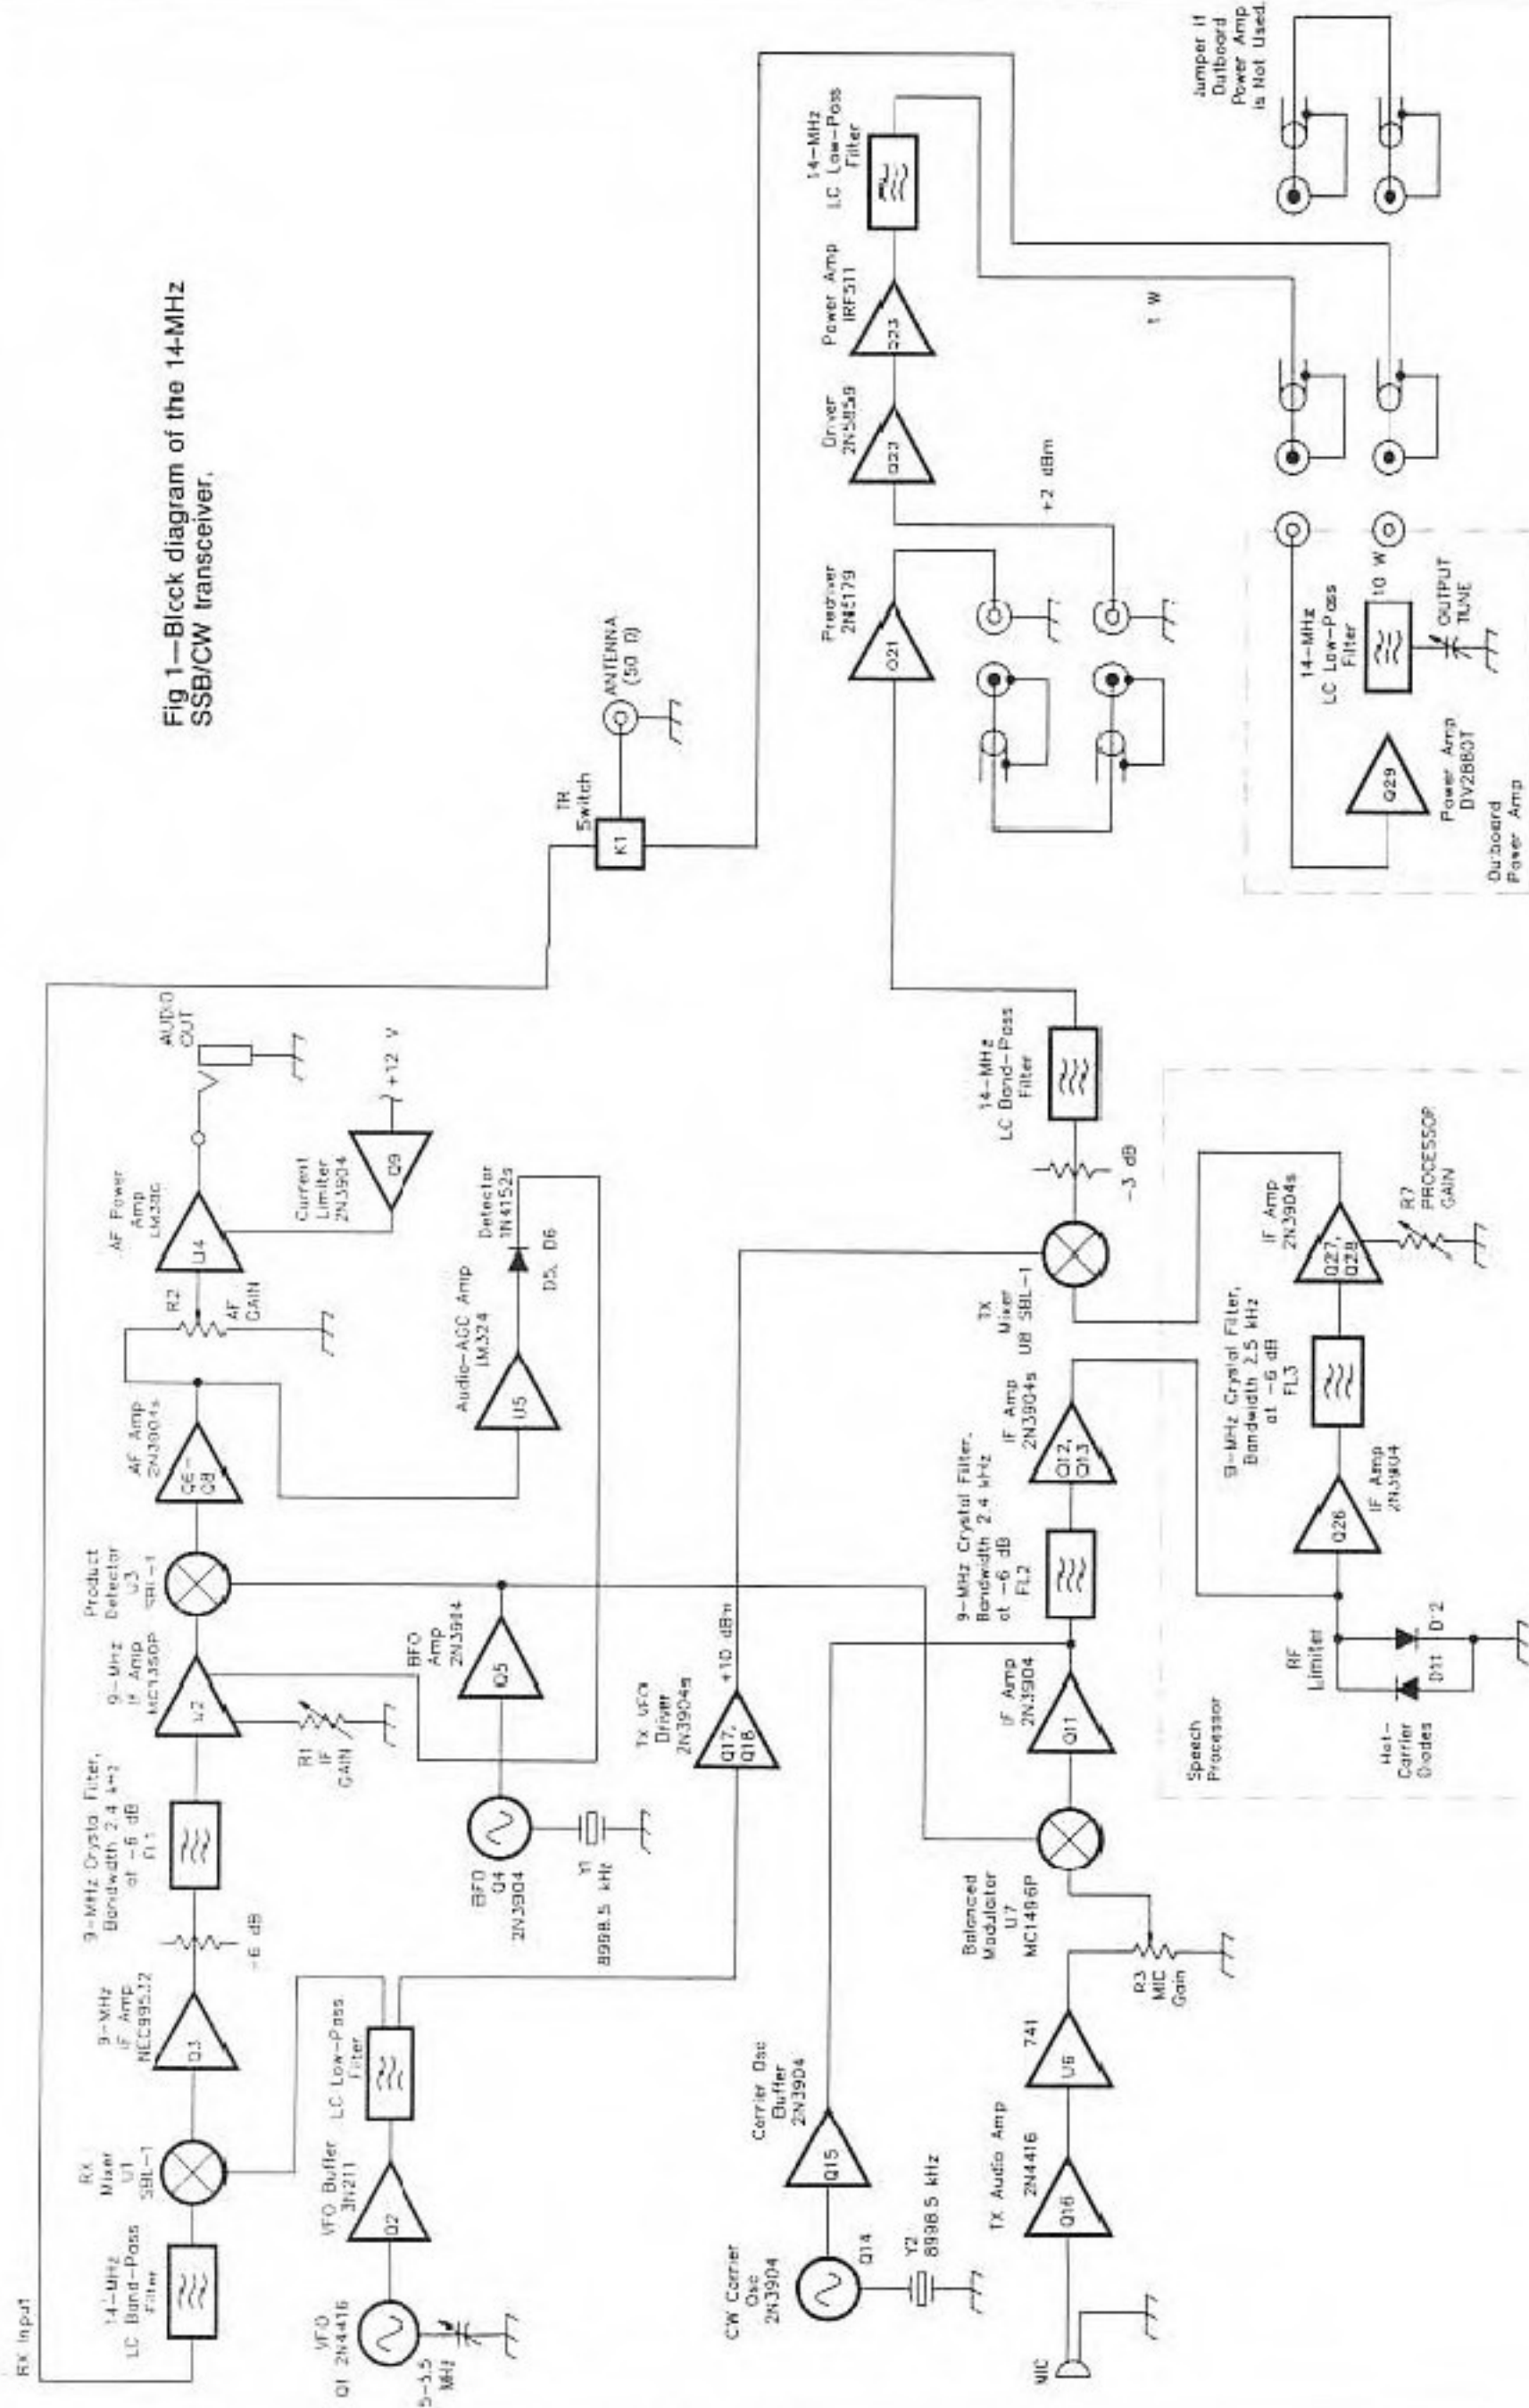 Fig 1—Block diagram of the 14-MHz
SSB/CW transceiver.
RX Input
14-MHz
LC Band-Pass
Filter
RX
Mixer
U1
SBL-1
9-MHz
IF Amp
NEC99532
Q3
-6 dB
9-MHz Crystal Filter,
Bandwidth 2.4 kHz
at -6 dB
FL1
9-MHz
IF Amp
MC1350P
U2
R1
IF
GAIN
Product
Detector
U3
SBL-1
AF Amp
2N3904s
Q6-
Q8
R2
AF
GAIN
AF Power
Amp
LM380
U4
AUDIO
OUT
Current
Limiter
2N3904
Q9
+12 V
Audio-AGC Amp
LM324
U5
Detector
1N4152s
D5, D6
VFO
Q1 2N4416
MHz
VFO Buffer
3N211
Q2
LC Low-Pass
Filter
BFO
Q4
2N3904
Y1
8998.5 kHz
BFO
Amp
2N3904
Q5
Tx VFO
Driver
2N3904s
Q17,
Q18
+10 dBm
TR
Switch
K1
ANTENNA
(50 Ω)
CW Carrier
Osc
2N3904
Q14
Y2
8998.5 kHz
Carrier Osc
Buffer
2N3904
Q15
MIC
TX Audio Amp
2N4416
Q16
741
U6
R3
MIC
Gain
Balanced
Modulator
U7
MC1496P
IF Amp
2N3904
Q11
9-MHz Crystal Filter,
Bandwidth 2.4 kHz
at -6 dB
FL2
IF Amp
2N3904s
Q12,
Q13
TX
Mixer
U8 SBL-1
-3 dB
14-MHz
LC Band-Pass
Filter
Predriver
2N5179
Q21
+2 dBm
Driver
2N5859
Q22
Power Amp
IRF511
Q23
14-MHz
LC Low-Pass
Filter
1 W
Speech
Processor
Hot-
Carrier
Diodes
RF
Limiter
D11
D12
IF Amp
2N3904
Q26
9-MHz Crystal Filter,
Bandwidth 2.5 kHz
at -6 dB
FL3
IF Amp
2N3904s
Q27,
Q28
R7
PROCESSOR
GAIN
Outboard
Power Amp
Power Amp
DV2880T
Q29
14-MHz
LC Low-Pass
Filter
10 W
OUTPUT
TUNE
Jumper if
Outboard
Power Amp
is Not Used.